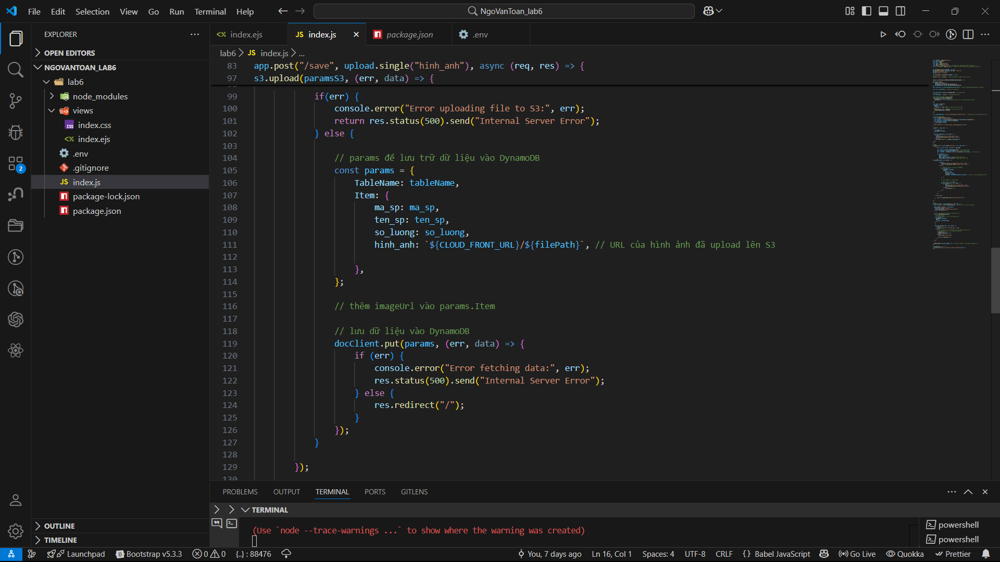 File Edit Selection View Go Run Terminal Help
NgoVanToan_lab6
EXPLORER
OPEN EDITORS
NGOVANTOAN_LAB6
lab6
node_modules
views
index.css
index.ejs
.env
.gitignore
index.js
package-lock.json
package.json
2
OUTLINE
TIMELINE
index.ejs
JS index.js
package.json
.env
lab6 > JS index.js > ...
83 app.post("/save", upload.single("hinh_anh"), async (req, res) => {
97 s3.upload(paramsS3, (err, data) => {
99 if(err) {
100 console.error("Error uploading file to S3:", err);
101 return res.status(500).send("Internal Server Error");
102 } else {
103
104 // params để lưu trữ dữ liệu vào DynamoDB
105 const params = {
106 TableName: tableName,
107 Item: {
108 ma_sp: ma_sp,
109 ten_sp: ten_sp,
110 so_luong: so_luong,
111 hinh_anh: `${CLOUD_FRONT_URL}/${filePath}`, // URL của hình ảnh đã upload lên S3
112
113 },
114 };
115
116 // thêm imageUrl vào params.Item
117
118 // lưu dữ liệu vào DynamoDB
119 docClient.put(params, (err, data) => {
120 if (err) {
121 console.error("Error fetching data:", err);
122 res.status(500).send("Internal Server Error");
123 } else {
124 res.redirect("/");
125 }
126 });
127 }
128
129 });
130
PROBLEMS OUTPUT TERMINAL PORTS GITLENS
TERMINAL
(Use `node --trace-warnings ...` to show where the warning was created)
powershell
powershell
Launchpad Bootstrap v5.3.3 0 0 {..} : 88476 You, 7 days ago Ln 16, Col 1 Spaces: 4 UTF-8 CRLF {} Babel JavaScript Go Live Quokka Prettier